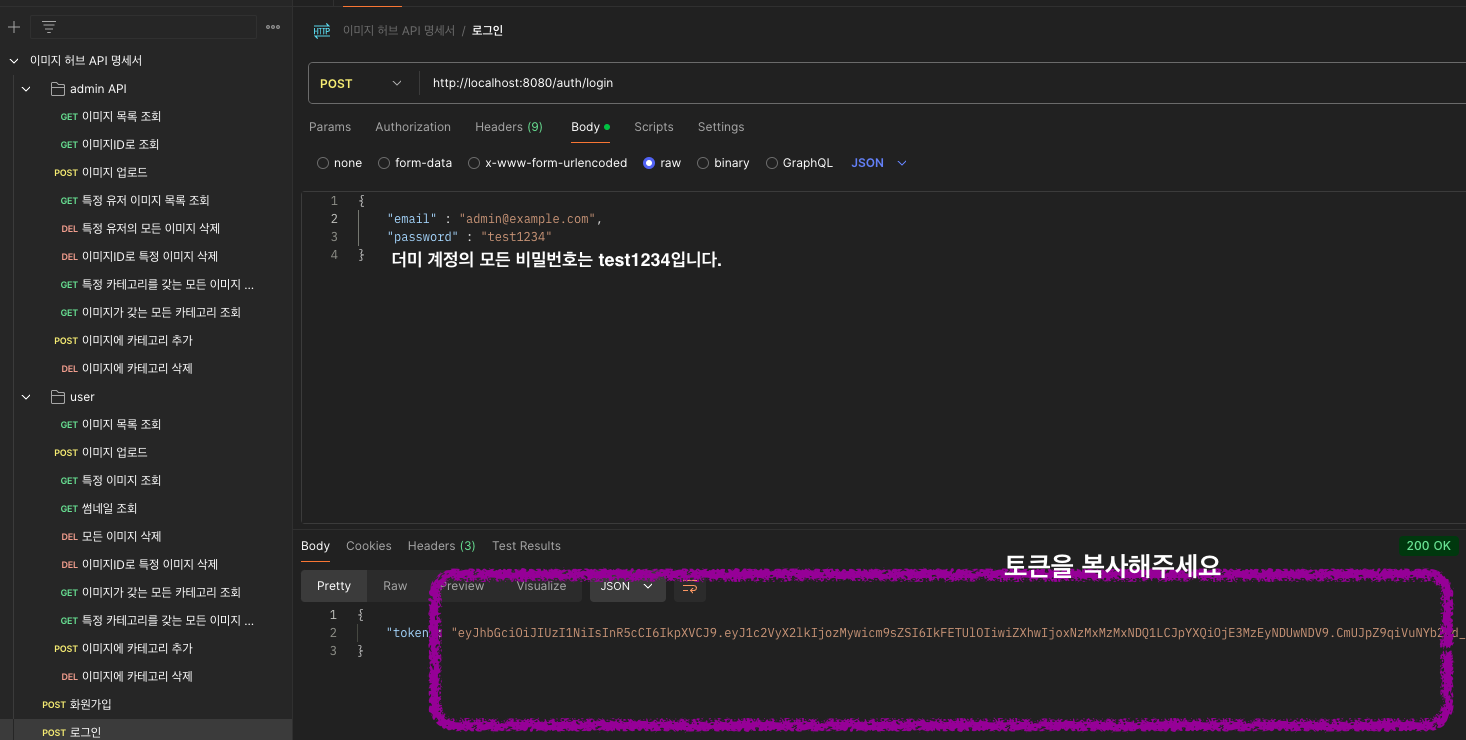 이미지 허브 API 명세서
admin API
GET 이미지 목록 조회
GET 이미지ID로 조회
POST 이미지 업로드
GET 특정 유저 이미지 목록 조회
DEL 특정 유저의 모든 이미지 삭제
DEL 이미지ID로 특정 이미지 삭제
GET 특정 카테고리를 갖는 모든 이미지 ...
GET 이미지가 갖는 모든 카테고리 조회
POST 이미지에 카테고리 추가
DEL 이미지에 카테고리 삭제
user
GET 이미지 목록 조회
POST 이미지 업로드
GET 특정 이미지 조회
GET 썸네일 조회
DEL 모든 이미지 삭제
DEL 이미지ID로 특정 이미지 삭제
GET 이미지가 갖는 모든 카테고리 조회
GET 특정 카테고리를 갖는 모든 이미지 ...
POST 이미지에 카테고리 추가
DEL 이미지에 카테고리 삭제
POST 회원가입
POST 로그인
HTTP 이미지 허브 API 명세서 / 로그인
POST http://localhost:8080/auth/login
Params Authorization Headers (9) Body Scripts Settings
none form-data x-www-form-urlencoded raw binary GraphQL JSON
1 {
2 "email" : "admin@example.com",
3 "password" : "test1234"
4 }
더미 계정의 모든 비밀번호는 test1234입니다.
Body Cookies Headers (3) Test Results
200 OK
토큰을 복사해주세요
Pretty Raw Preview Visualize JSON
1 {
2 "token":
3 }